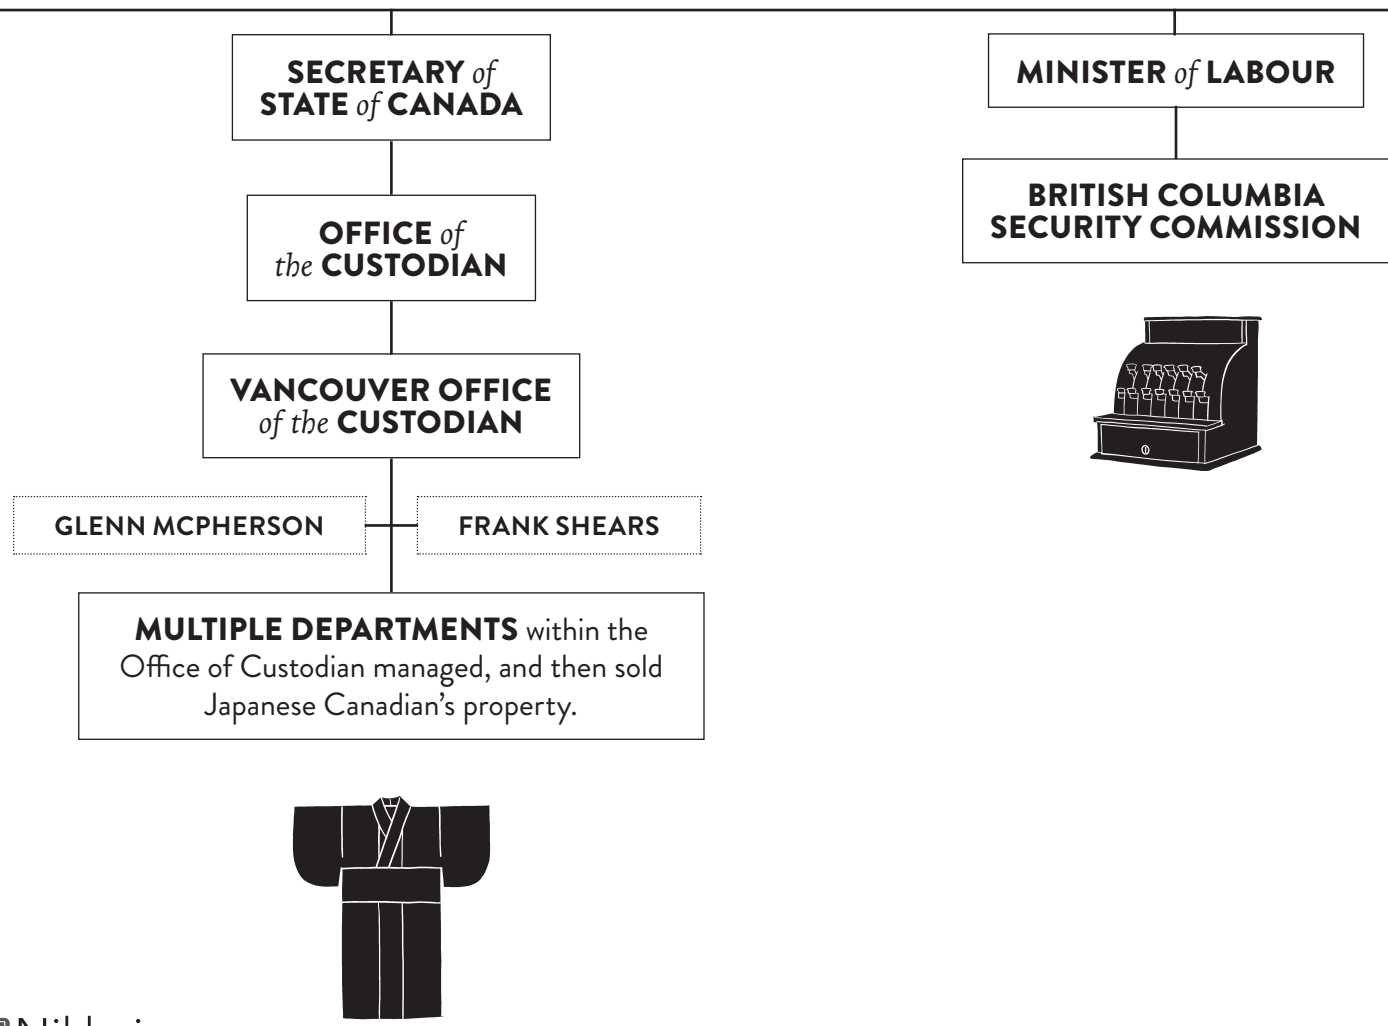 SECRETARY of
STATE of CANADA
OFFICE of
the CUSTODIAN
VANCOUVER OFFICE
of the CUSTODIAN
GLENN MCPHERSON
FRANK SHEARS
MULTIPLE DEPARTMENTS within the
Office of Custodian managed, and then sold
Japanese Canadian’s property.
MINISTER of LABOUR
BRITISH COLUMBIA
SECURITY COMMISSION